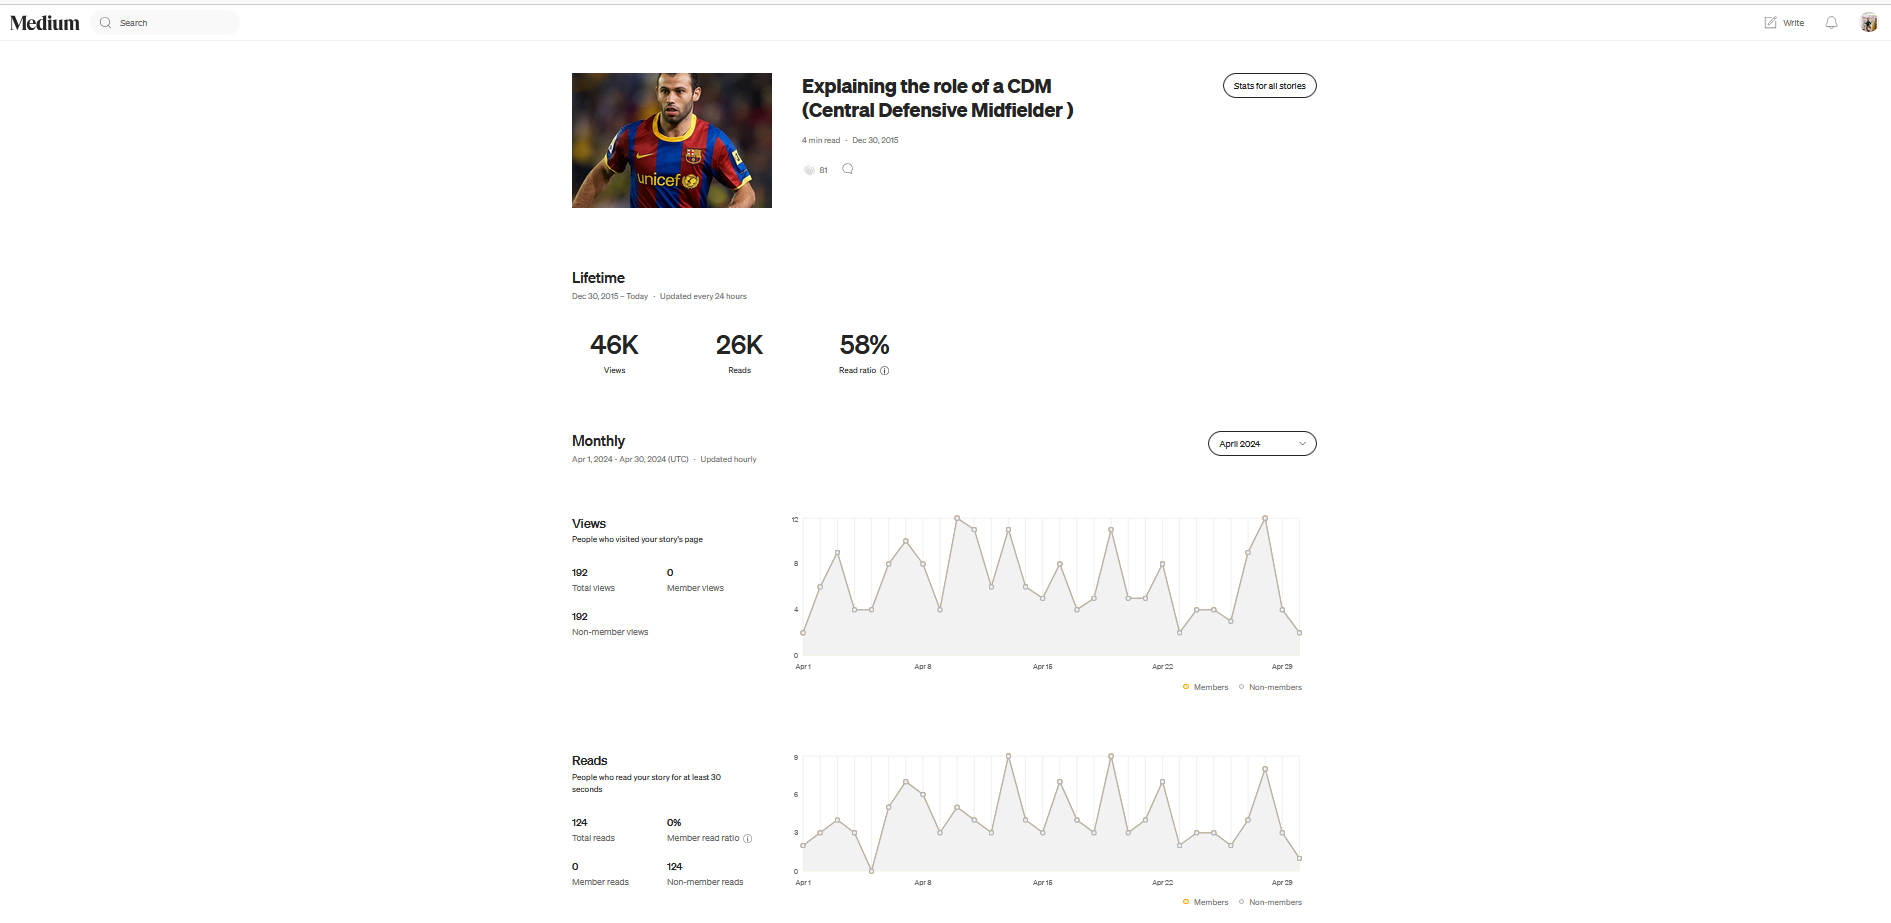 Medium
Search
Write
unicef
Explaining the role of a CDM
(Central Defensive Midfielder )
Stats for all stories
4 min read · Dec 30, 2015
81
Lifetime
Dec 30, 2015 – Today · Updated every 24 hours
46K
26K
58%
Views
Reads
Read ratio
Monthly
April 2024
Apr 1, 2024 - Apr 30, 2024 (UTC) · Updated hourly
Views
People who visited your story's page
192
0
Total views
Member views
192
Non-member views
12
8
4
0
Apr 1
Apr 8
Apr 15
Apr 22
Apr 29
Members
Non-members
Reads
People who read your story for at least 30
seconds
124
0%
Total reads
Member read ratio
0
124
Member reads
Non-member reads
9
6
3
0
Apr 1
Apr 8
Apr 15
Apr 22
Apr 29
Members
Non-members